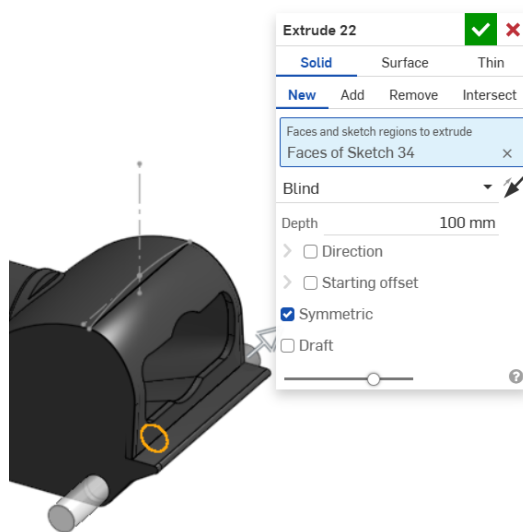 Extrude 22
Solid Surface Thin
New Add Remove Intersect
Faces and sketch regions to extrude
Faces of Sketch 34
Blind
Depth 100 mm
Direction
Starting offset
Symmetric
Draft